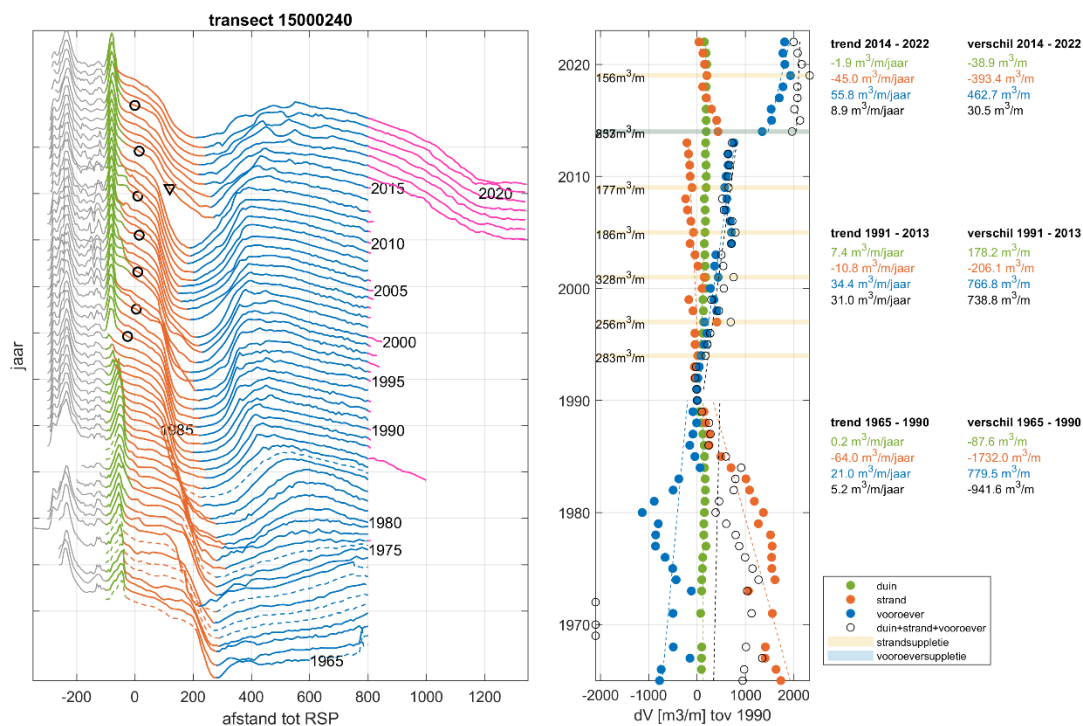 transect 15000240
jaar
2020
2015
2010
2005
2000
1995
1990
1985
1980
1975
1965
-200 0 200 400 600 800 1000 1200
afstand tot RSP
2020
2010
2000
1990
1980
1970
156m³/m
177m³/m
186m³/m
328m³/m
256m³/m
283m³/m
-2000 -1000 0 1000 2000
dV [m3/m] tov 1990
trend 2014 - 2022 verschil 2014 - 2022
-1.9 m³/m/jaar -38.9 m³/m
-45.0 m³/m/jaar -393.4 m³/m
55.8 m³/m/jaar 462.7 m³/m
8.9 m³/m/jaar 30.5 m³/m
trend 1991 - 2013 verschil 1991 - 2013
7.4 m³/m/jaar 178.2 m³/m
-10.8 m³/m/jaar -206.1 m³/m
34.4 m³/m/jaar 766.8 m³/m
31.0 m³/m/jaar 738.8 m³/m
trend 1965 - 1990 verschil 1965 - 1990
0.2 m³/m/jaar -87.6 m³/m
-64.0 m³/m/jaar -1732.0 m³/m
21.0 m³/m/jaar 779.5 m³/m
5.2 m³/m/jaar -941.6 m³/m
duin
strand
vooroever
duin+strand+vooroever
strandsuppletie
vooroeversuppletie